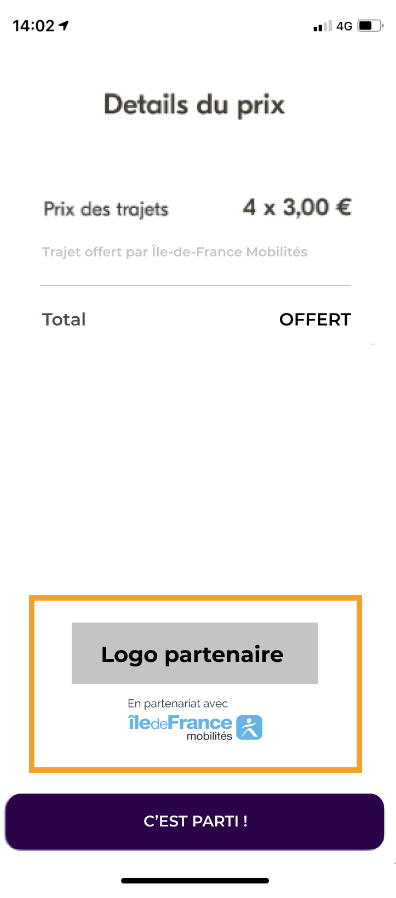 14:02 4G
Details du prix
Prix des trajets 4 x 3,00 €
Trajet offert par Île-de-France Mobilités
Total OFFERT
Logo partenaire
En partenariat avec
îledeFrance
mobilités
C'EST PARTI !